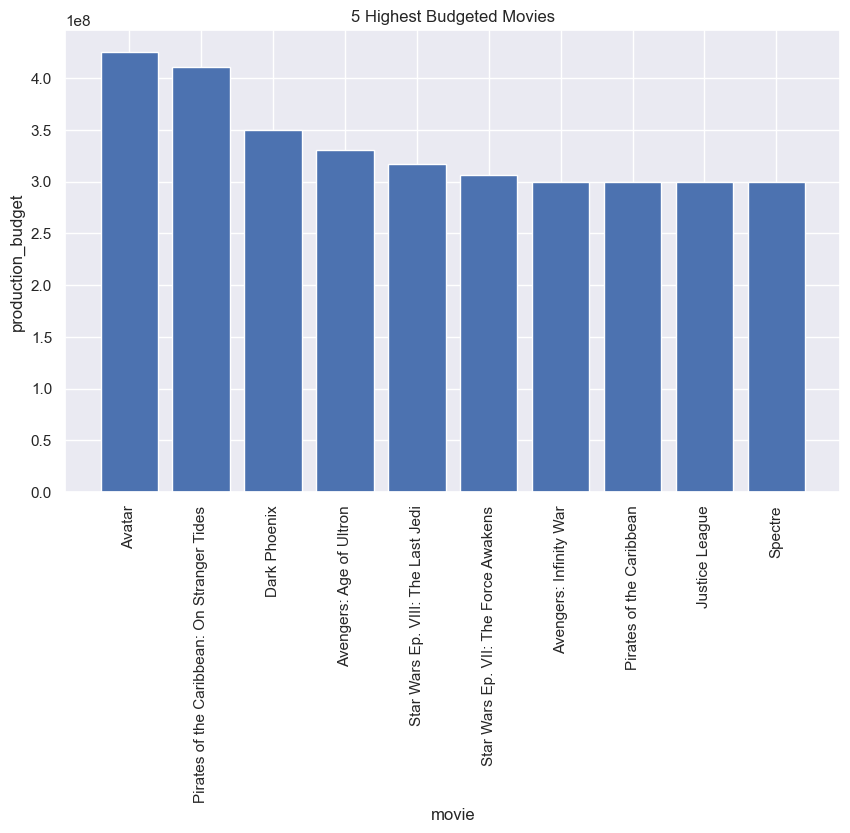 5 Highest Budgeted Movies
1e8
4.0
3.5
3.0
2.5
2.0
1.5
1.0
0.5
0.0
production_budget
Avatar
Pirates of the Caribbean: On Stranger Tides
Dark Phoenix
Avengers: Age of Ultron
Star Wars Ep. VIII: The Last Jedi
Star Wars Ep. VII: The Force Awakens
Avengers: Infinity War
Pirates of the Caribbean
Justice League
Spectre
movie